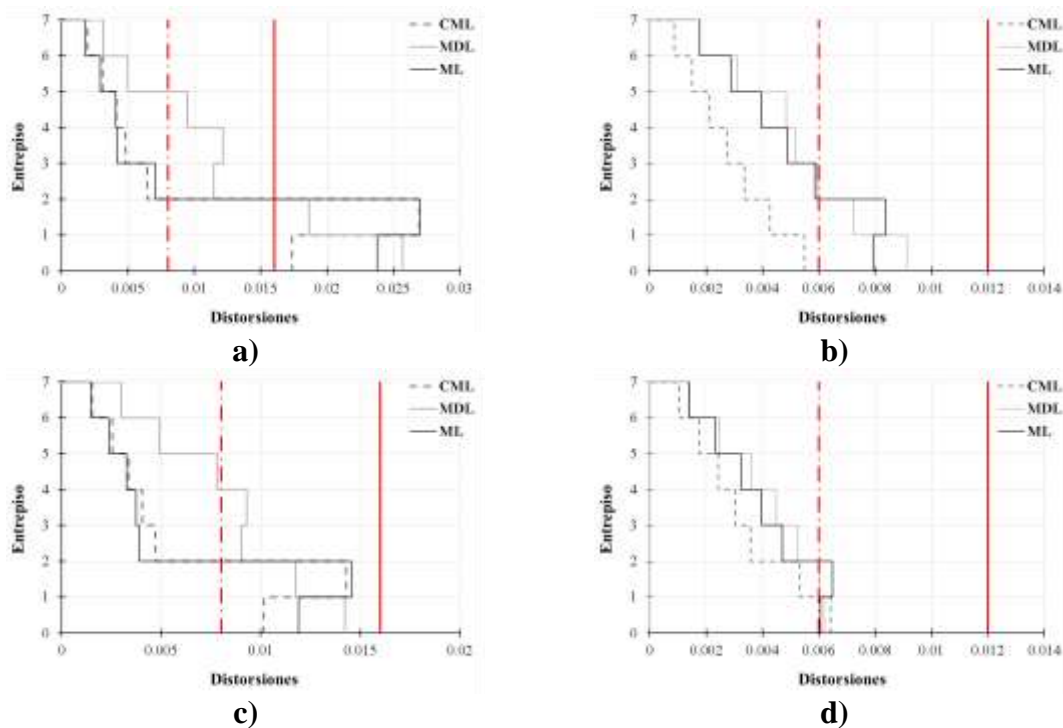 7
6
5
4
3
2
1
0
Entrepiso
CML
MDL
ML
0 0.005 0.01 0.015 0.02 0.025 0.03
Distorsiones
a)
7
6
5
4
3
2
1
0
Entrepiso
CML
MDL
ML
0 0.002 0.004 0.006 0.008 0.01 0.012 0.014
Distorsiones
b)
7
6
5
4
3
2
1
0
Entrepiso
CML
MDL
ML
0 0.005 0.01 0.015 0.02
Distorsiones
c)
7
6
5
4
3
2
1
0
Entrepiso
CML
MDL
ML
0 0.002 0.004 0.006 0.008 0.01 0.012 0.014
Distorsiones
d)